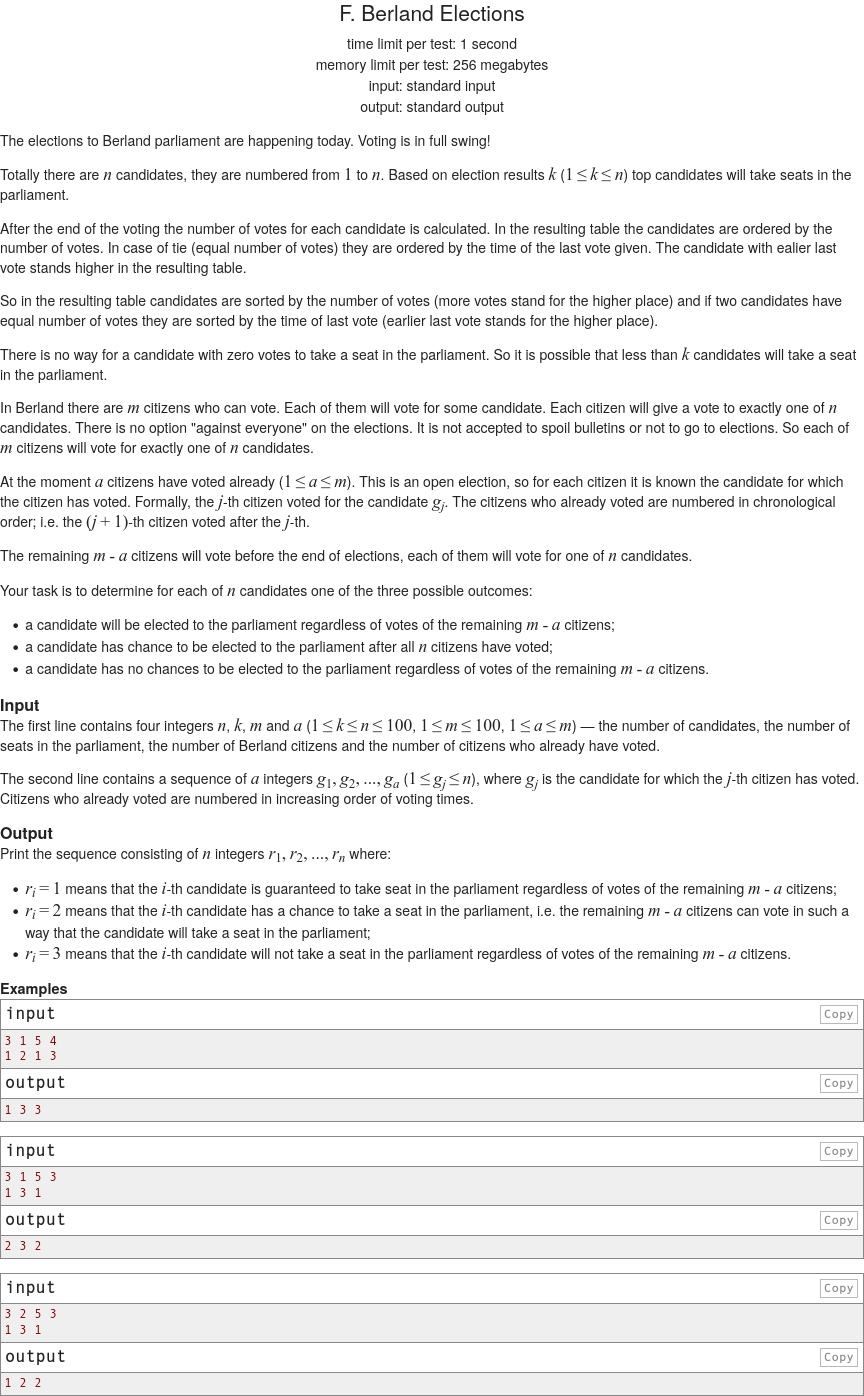 F. Berland Elections
time limit per test: 1 second
memory limit per test: 256 megabytes
input: standard input
output: standard output
The elections to Berland parliament are happening today. Voting is in full swing!
Totally there are n candidates, they are numbered from 1 to n. Based on election results k (1 ≤ k ≤ n) top candidates will take seats in the
parliament.
After the end of the voting the number of votes for each candidate is calculated. In the resulting table the candidates are ordered by the
number of votes. In case of tie (equal number of votes) they are ordered by the time of the last vote given. The candidate with ealier last
vote stands higher in the resulting table.
So in the resulting table candidates are sorted by the number of votes (more votes stand for the higher place) and if two candidates have
equal number of votes they are sorted by the time of last vote (earlier last vote stands for the higher place).
There is no way for a candidate with zero votes to take a seat in the parliament. So it is possible that less than k candidates will take a seat
in the parliament.
In Berland there are m citizens who can vote. Each of them will vote for some candidate. Each citizen will give a vote to exactly one of n
candidates. There is no option "against everyone" on the elections. It is not accepted to spoil bulletins or not to go to elections. So each of
m citizens will vote for exactly one of n candidates.
At the moment a citizens have voted already (1 ≤ a ≤ m). This is an open election, so for each citizen it is known the candidate for which
the citizen has voted. Formally, the j-th citizen voted for the candidate gj. The citizens who already voted are numbered in chronological
order; i.e. the (j + 1)-th citizen voted after the j-th.
The remaining m - a citizens will vote before the end of elections, each of them will vote for one of n candidates.
Your task is to determine for each of n candidates one of the three possible outcomes:
• a candidate will be elected to the parliament regardless of votes of the remaining m - a citizens;
• a candidate has chance to be elected to the parliament after all n citizens have voted;
• a candidate has no chances to be elected to the parliament regardless of votes of the remaining m - a citizens.
Input
The first line contains four integers n, k, m and a (1 ≤ k ≤ n ≤ 100, 1 ≤ m ≤ 100, 1 ≤ a ≤ m) — the number of candidates, the number of
seats in the parliament, the number of Berland citizens and the number of citizens who already have voted.
The second line contains a sequence of a integers g1, g2, ..., ga (1 ≤ gj ≤ n), where gj is the candidate for which the j-th citizen has voted.
Citizens who already voted are numbered in increasing order of voting times.
Output
Print the sequence consisting of n integers r1, r2, ..., rn where:
• ri = 1 means that the i-th candidate is guaranteed to take seat in the parliament regardless of votes of the remaining m - a citizens;
• ri = 2 means that the i-th candidate has a chance to take a seat in the parliament, i.e. the remaining m - a citizens can vote in such a
way that the candidate will take a seat in the parliament;
• ri = 3 means that the i-th candidate will not take a seat in the parliament regardless of votes of the remaining m - a citizens.
Examples
input Copy
3 1 5 4
1 2 1 3
output Copy
1 3 3
input Copy
3 1 5 3
1 3 1
output Copy
2 3 2
input Copy
3 2 5 3
1 3 1
output Copy
1 2 2